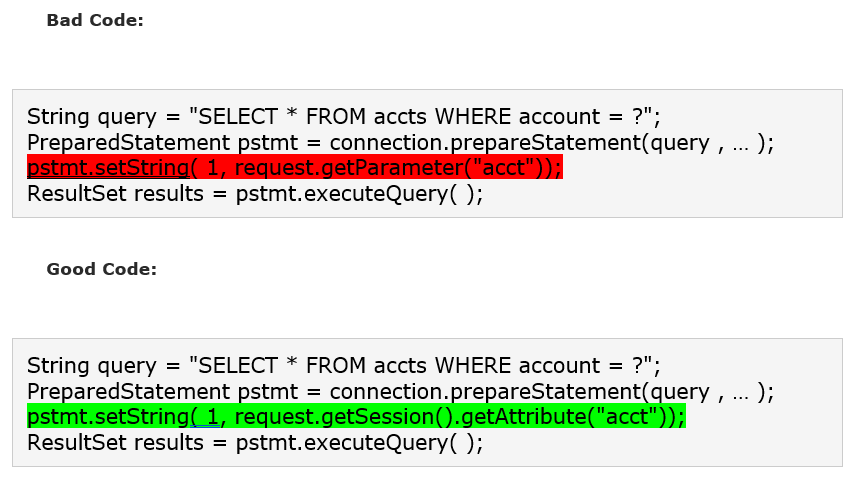 Bad Code:
String query = "SELECT * FROM accts WHERE account = ?";
PreparedStatement pstmt = connection.prepareStatement(query , … );
pstmt.setString( 1, request.getParameter("acct"));
ResultSet results = pstmt.executeQuery( );
Good Code:
String query = "SELECT * FROM accts WHERE account = ?";
PreparedStatement pstmt = connection.prepareStatement(query , … );
pstmt.setString( 1, request.getSession().getAttribute("acct"));
ResultSet results = pstmt.executeQuery( );